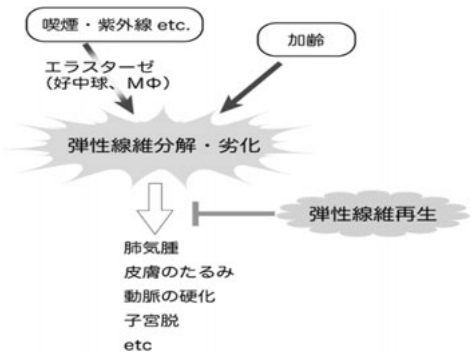 喫煙・紫外線 etc.
加齢
エラスターゼ
（好中球、MΦ）
弾性線維分解・劣化
弾性線維再生
肺気腫
皮膚のたるみ
動脈の硬化
子宮脱
etc